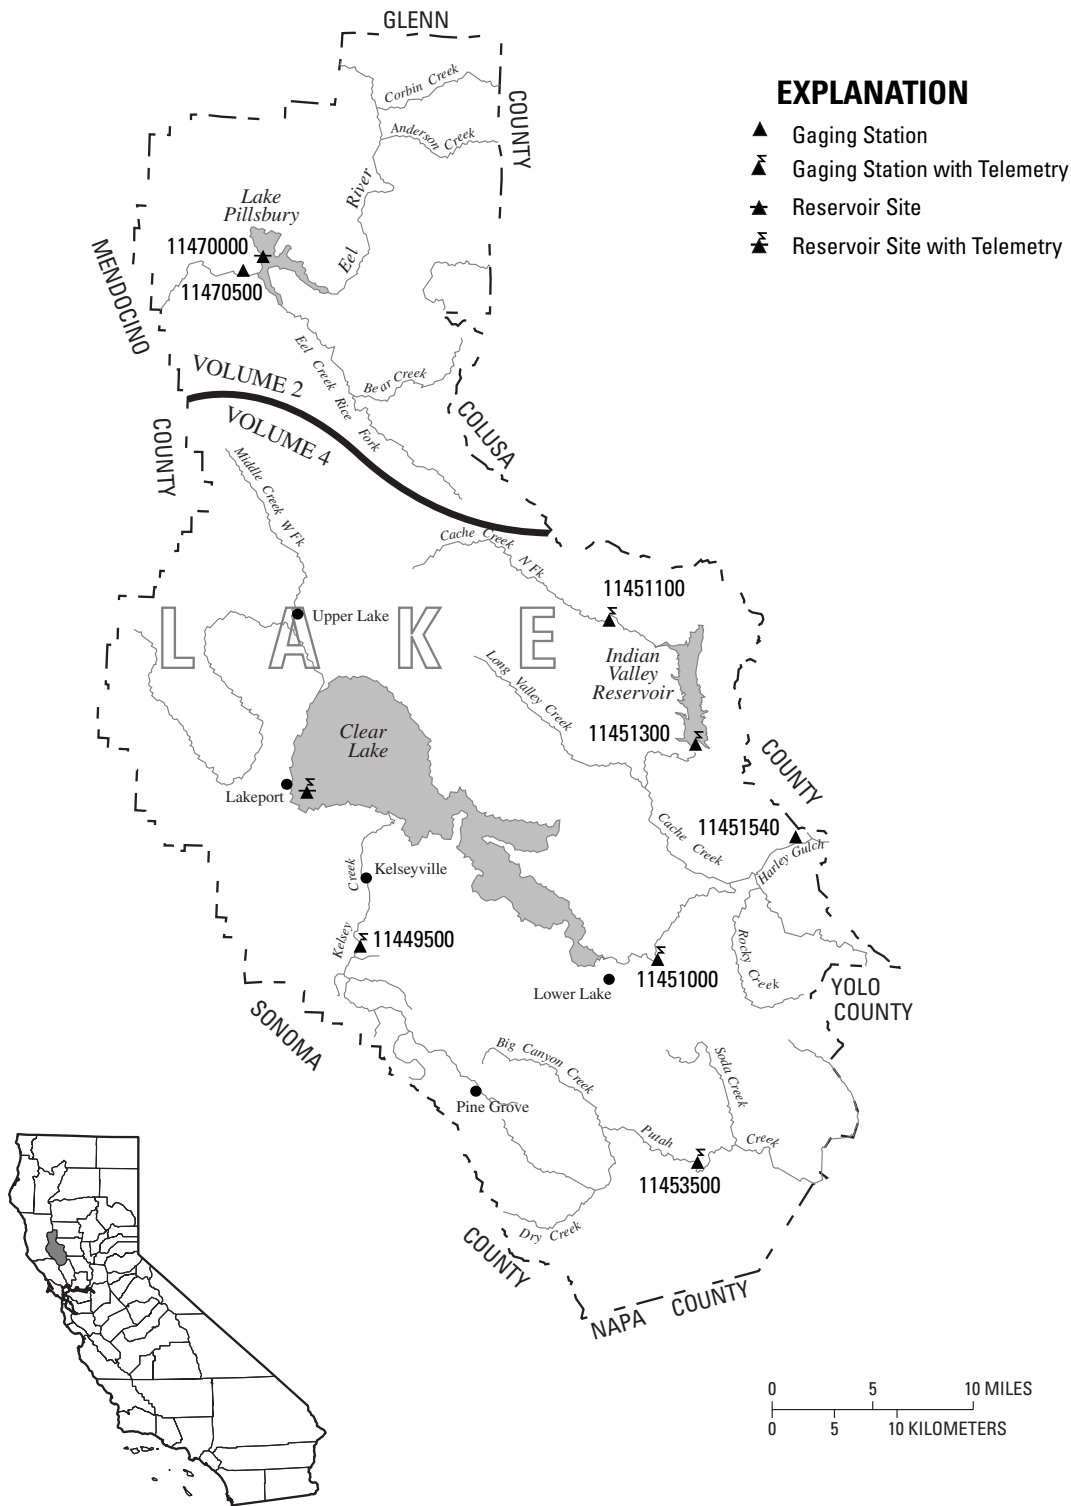 GLENN
COUNTY
Corbin Creek
Anderson Creek
EXPLANATION
Gaging Station
Gaging Station with Telemetry
Reservoir Site
Reservoir Site with Telemetry
Lake
Pillsbury
Eel River
MENDOCINO
COUNTY
11470000
11470500
Eel Creek Rice Fork
Bear Creek
VOLUME 2
VOLUME 4
COLUSA
COUNTY
Middle Creek W Fk
Cache Creek N Fk
11451100
LAKE
Upper Lake
Indian
Valley
Reservoir
Long Valley Creek
11451300
Clear
Lake
Lakeport
11451540
Cache Creek
Harley Gulch
Kelseyville
Kelsey Creek
11449500
Rocky Creek
11451000
Lower Lake
YOLO
COUNTY
SONOMA
COUNTY
Big Canyon Creek
Soda Creek
Pine Grove
Putah Creek
11453500
Dry Creek
NAPA COUNTY
0 5 10 MILES
0 5 10 KILOMETERS